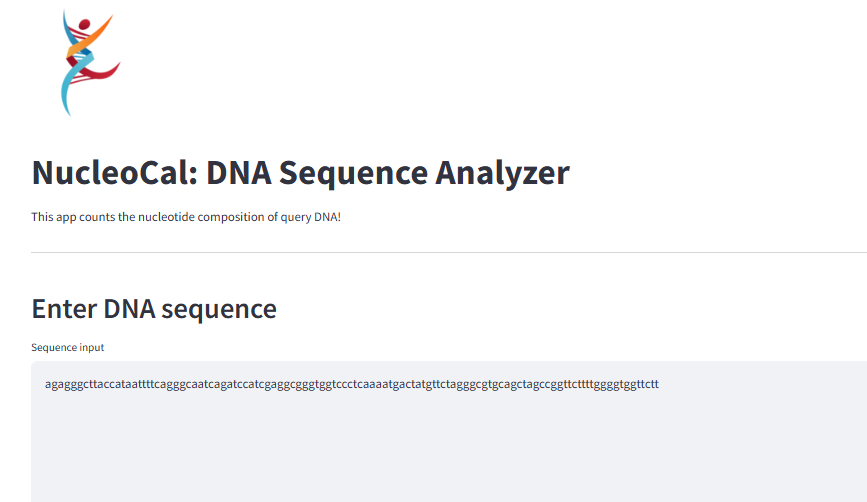 NucleoCal: DNA Sequence Analyzer
This app counts the nucleotide composition of query DNA!
Enter DNA sequence
Sequence input
agagggcttaccataattttcagggcaatcagatccatcgaggcgggtggtccctcaaaatgactatgttctagggcgtgcagctagccggttcttttggggtggttctt